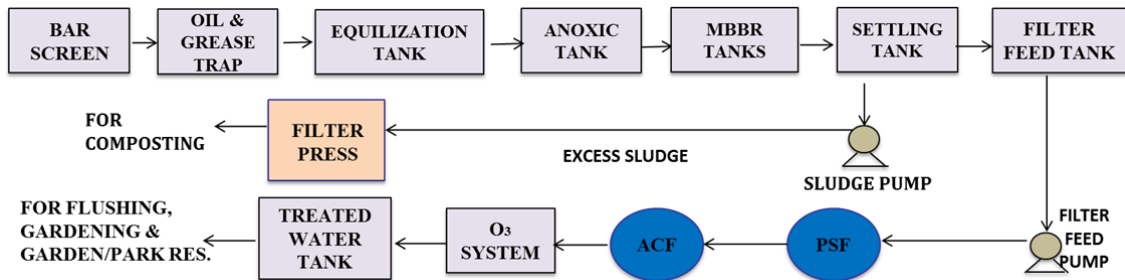 BAR
SCREEN
OIL &
GREASE
TRAP
EQUILIZATION
TANK
ANOXIC
TANK
MBBR
TANKS
SETTLING
TANK
FILTER
FEED TANK
FOR
COMPOSTING
FILTER
PRESS
EXCESS SLUDGE
SLUDGE PUMP
FOR FLUSHING,
GARDENING &
GARDEN/PARK RES.
TREATED
WATER
TANK
O₃
SYSTEM
ACF
PSF
FILTER
FEED
PUMP